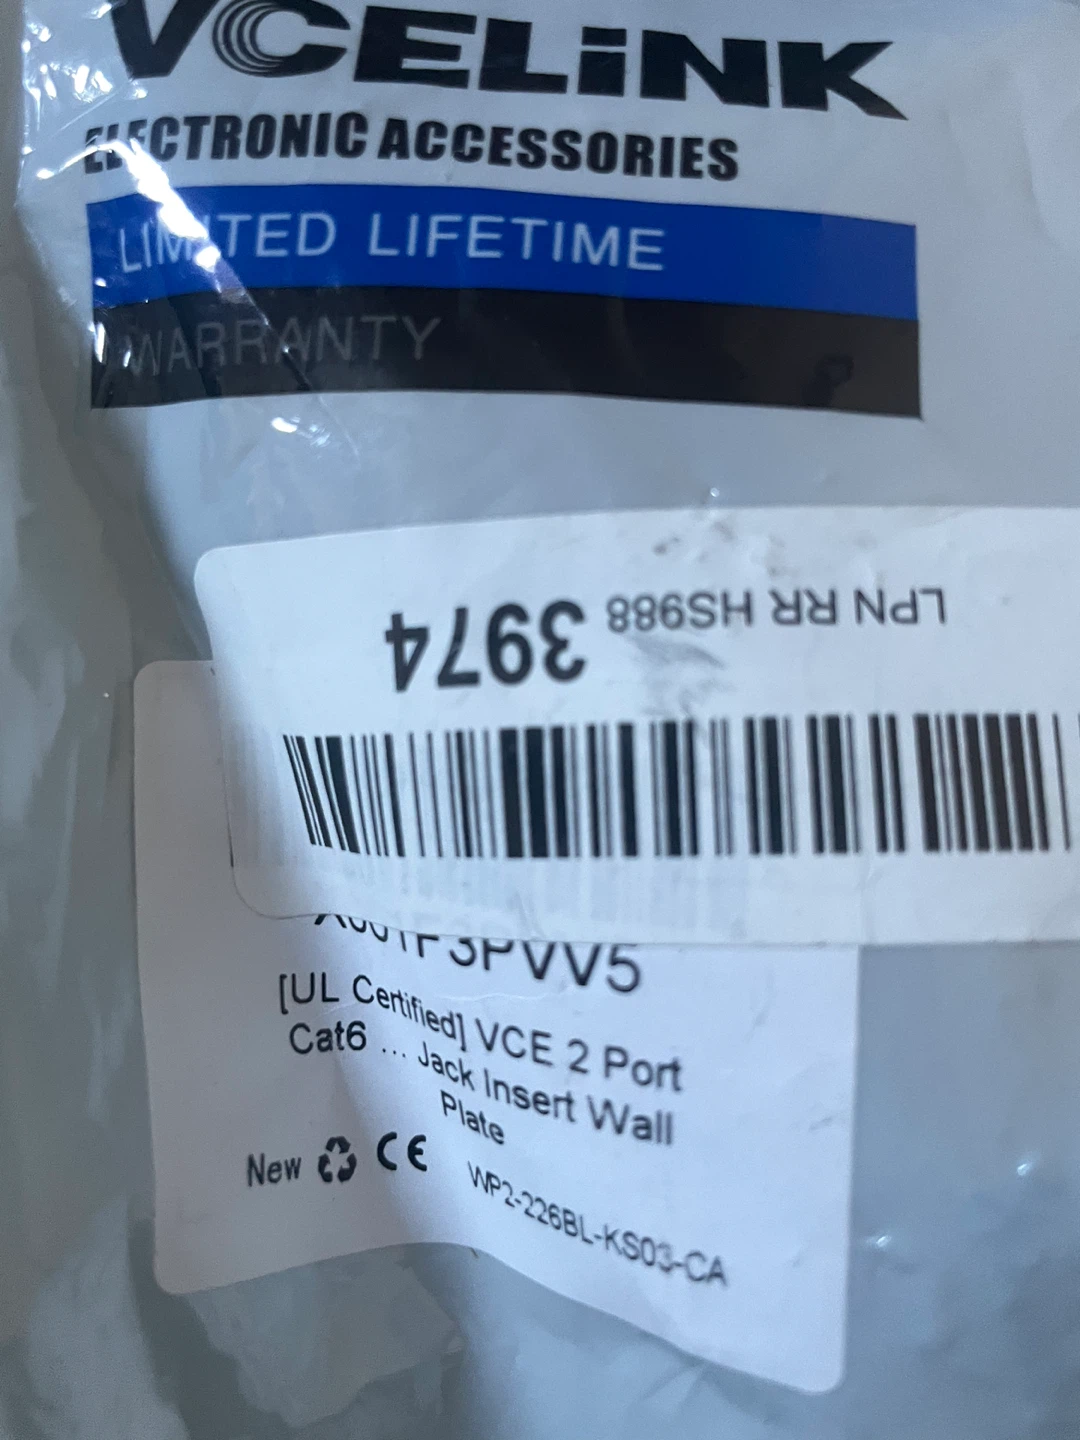 VCELINK
ELECTRONIC ACCESSORIES
LIMITED LIFETIME
WARRANTY
LPN RR HS988 3974
X001F3PVV5
[UL Certified] VCE 2 Port
Cat6 ... Jack Insert Wall
Plate
New CE
WP2-226BL-KS03-CA